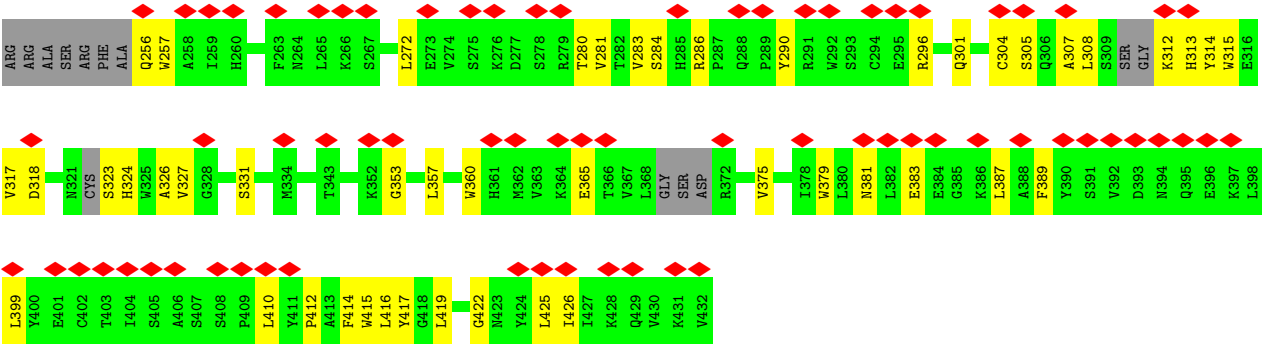 ARG ARG ALA SER ARG PHE ALA Q256 W257 A258 I259 H260 F263 N264 L265 K266 S267 L272 E273 V274 S275 K276 D277 S278 R279 T280 V281 T282 V283 S284 H285 R286 P287 Q288 P289 Y290 R291 W292 S293 C294 E295 R296 Q301 C304 S305 Q306 A307 L308 S309 SER GLY K312 H313 Y314 W315 E316
V317 D318 N321 CYS S323 H324 W325 A326 V327 G328 S331 M334 T343 K352 G353 L357 W360 H361 M362 V363 K364 E365 T366 V367 L368 GLY SER ASP R372 V375 I378 W379 L380 N381 L382 E383 E384 G385 K386 L387 A388 F389 Y390 S391 V392 D393 N394 Q395 E396 K397 L398
L399 Y400 E401 C402 T403 I404 S405 A406 S407 S408 P409 L410 Y411 P412 A413 F414 W415 L416 Y417 G418 L419 G422 N423 Y424 L425 I426 I427 K428 Q429 V430 K431 V432